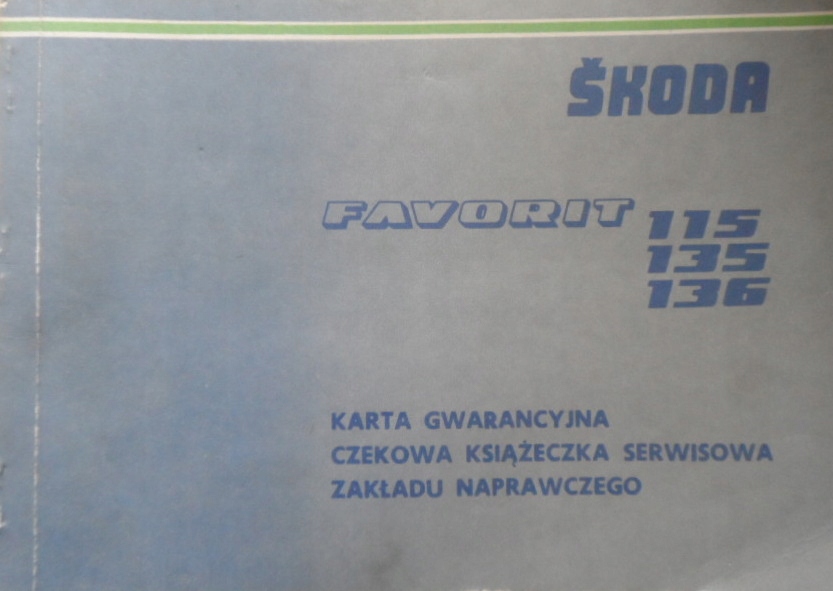 ŠKODA
FAVORIT 115
135
136
KARTA GWARANCYJNA
CZEKOWA KSIĄŻECZKA SERWISOWA
ZAKŁADU NAPRAWCZEGO